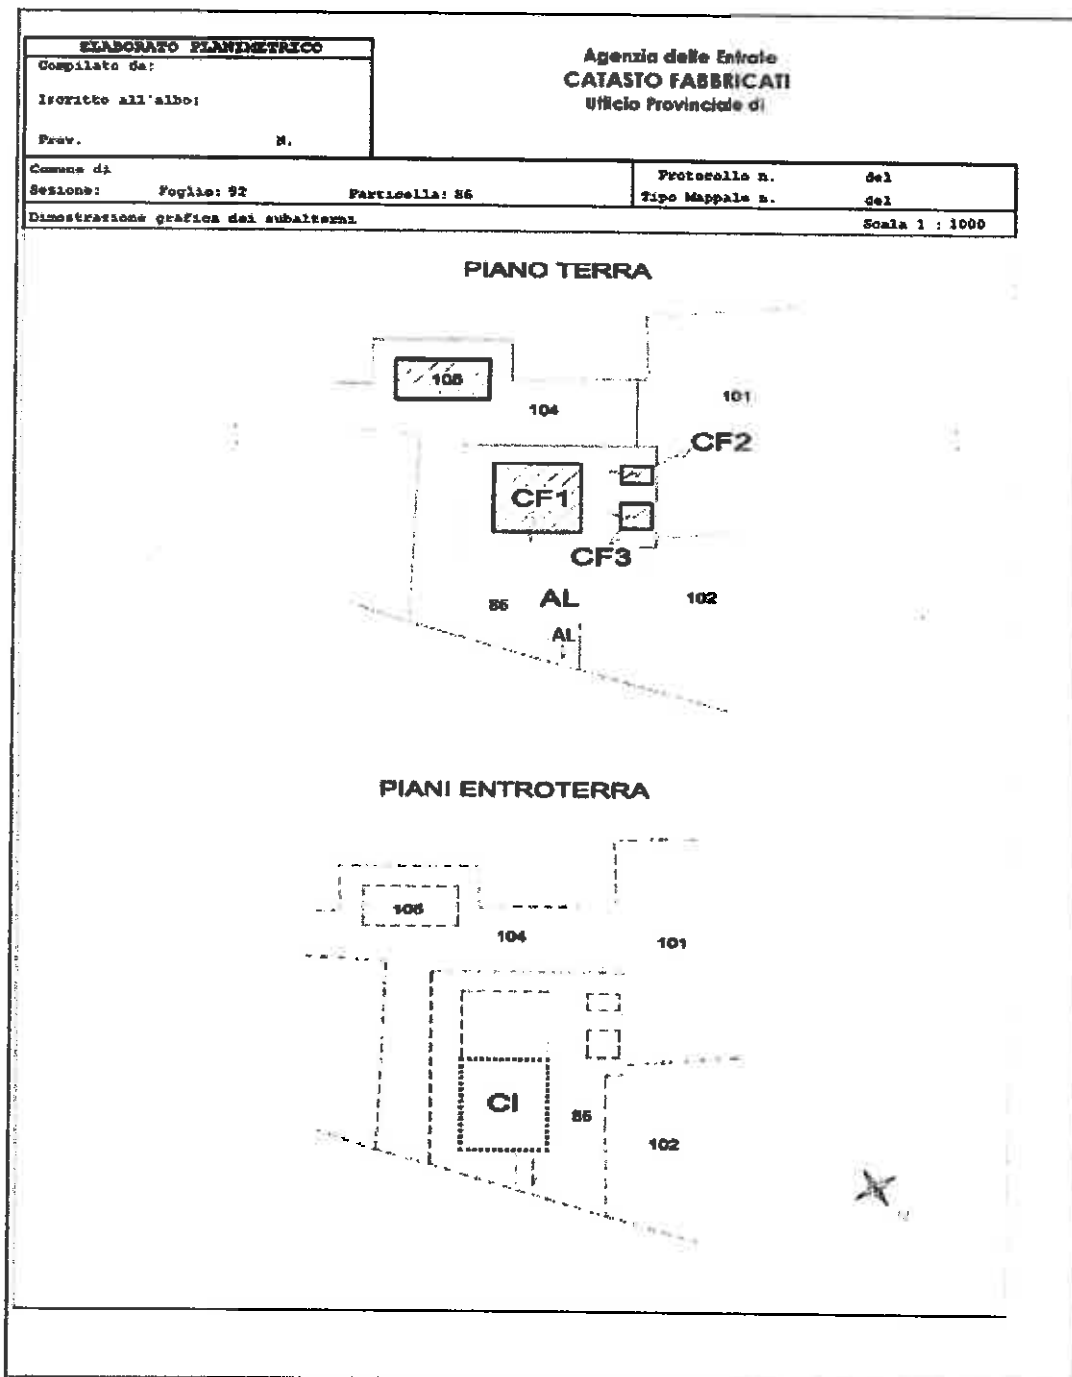 ELABORATO PLANIMETRICO
Compilato da:
Iscritto all'albo:
Prov. N.
Agenzia delle Entrate
CATASTO FABBRICATI
Ufficio Provinciale di
Comune di
Sezione: Foglio: 92 Particella: 86
Protocollo n. del
Tipo Mappale n. del
Dimostrazione grafica dei subalterni Scala 1 : 1000
PIANO TERRA
105
104
101
CF2
CF1
CF3
86 AL
102
AL
PIANI ENTROTERRA
105
104
101
CI
86
102